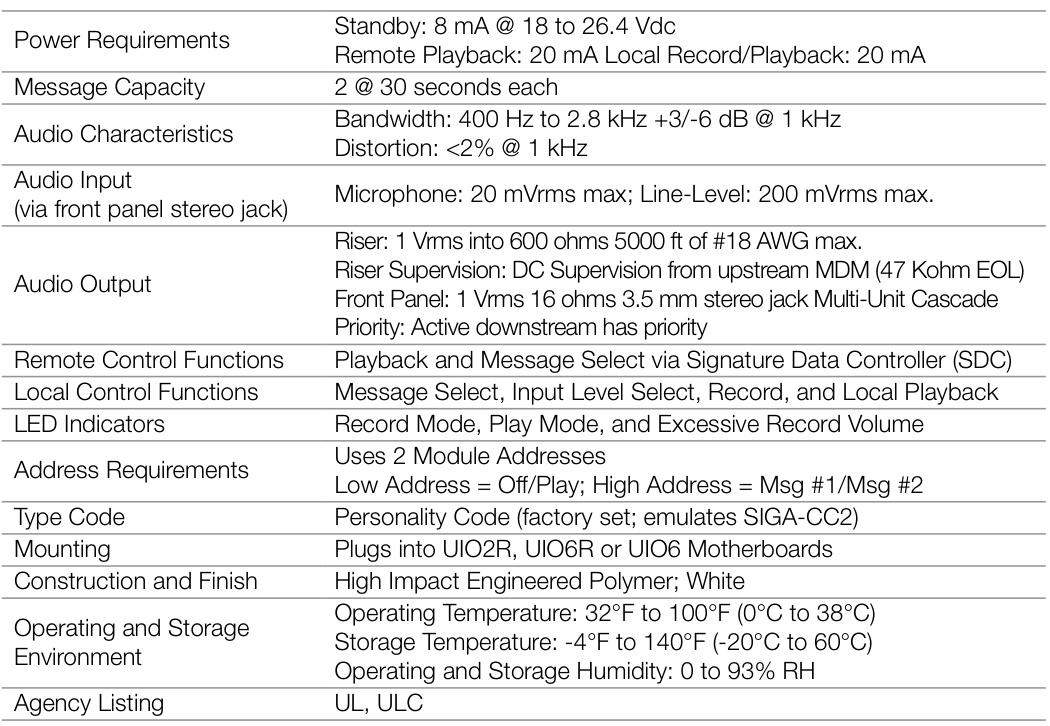 Power Requirements
Standby: 8 mA @ 18 to 26.4 Vdc
Remote Playback: 20 mA Local Record/Playback: 20 mA
Message Capacity
2 @ 30 seconds each
Audio Characteristics
Bandwidth: 400 Hz to 2.8 kHz +3/-6 dB @ 1 kHz
Distortion: <2% @ 1 kHz
Audio Input
(via front panel stereo jack)
Microphone: 20 mVrms max; Line-Level: 200 mVrms max.
Audio Output
Riser: 1 Vrms into 600 ohms 5000 ft of #18 AWG max.
Riser Supervision: DC Supervision from upstream MDM (47 Kohm EOL)
Front Panel: 1 Vrms 16 ohms 3.5 mm stereo jack Multi-Unit Cascade
Priority: Active downstream has priority
Remote Control Functions
Playback and Message Select via Signature Data Controller (SDC)
Local Control Functions
Message Select, Input Level Select, Record, and Local Playback
LED Indicators
Record Mode, Play Mode, and Excessive Record Volume
Address Requirements
Uses 2 Module Addresses
Low Address = Off/Play; High Address = Msg #1/Msg #2
Type Code
Personality Code (factory set; emulates SIGA-CC2)
Mounting
Plugs into UIO2R, UIO6R or UIO6 Motherboards
Construction and Finish
High Impact Engineered Polymer; White
Operating and Storage
Environment
Operating Temperature: 32°F to 100°F (0°C to 38°C)
Storage Temperature: -4°F to 140°F (-20°C to 60°C)
Operating and Storage Humidity: 0 to 93% RH
Agency Listing
UL, ULC